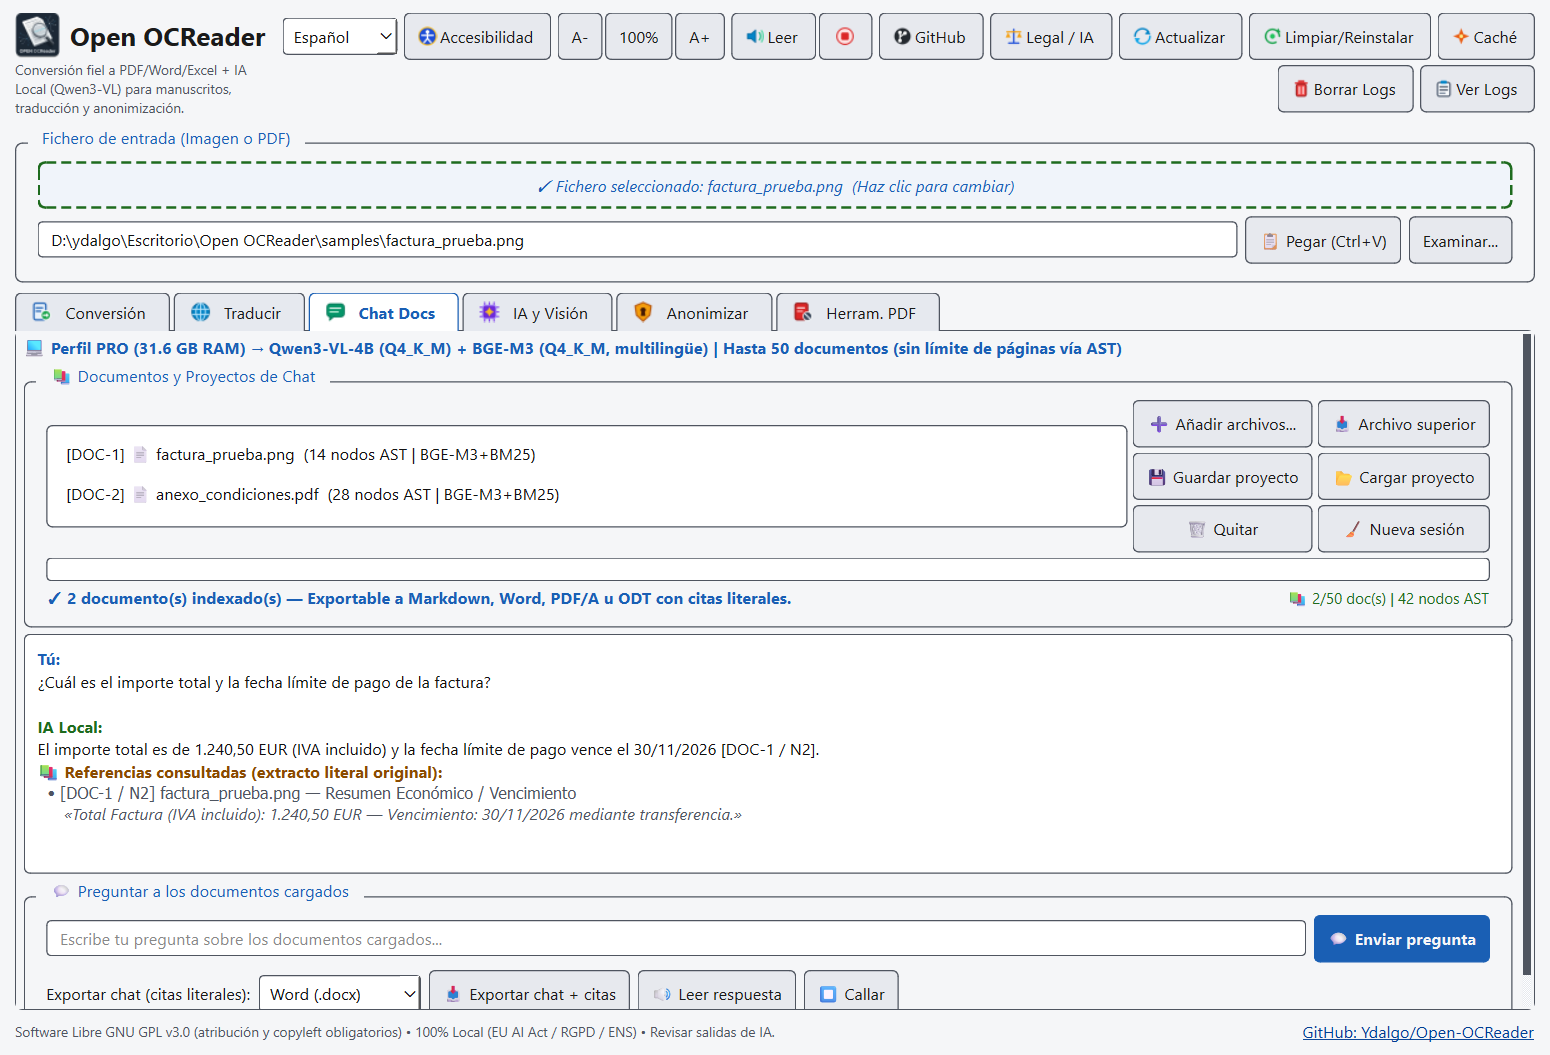 Open OCReader
Español
Accesibilidad
A-
100%
A+
Leer
GitHub
Legal / IA
Actualizar
Limpiar/Reinstalar
Caché
Conversión fiel a PDF/Word/Excel + IA
Local (Qwen3-VL) para manuscritos,
traducción y anonimización.
Borrar Logs
Ver Logs
Fichero de entrada (Imagen o PDF)
✓ Fichero seleccionado: factura_prueba.png (Haz clic para cambiar)
D:\ydalgo\Escritorio\Open OCReader\samples\factura_prueba.png
Pegar (Ctrl+V)
Examinar...
Conversión
Traducir
Chat Docs
IA y Visión
Anonimizar
Herram. PDF
Perfil PRO (31.6 GB RAM) → Qwen3-VL-4B (Q4_K_M) + BGE-M3 (Q4_K_M, multilingüe) | Hasta 50 documentos (sin límite de páginas vía AST)
Documentos y Proyectos de Chat
[DOC-1] factura_prueba.png (14 nodos AST | BGE-M3+BM25)
[DOC-2] anexo_condiciones.pdf (28 nodos AST | BGE-M3+BM25)
Añadir archivos...
Archivo superior
Guardar proyecto
Cargar proyecto
Quitar
Nueva sesión
✓ 2 documento(s) indexado(s) — Exportable a Markdown, Word, PDF/A u ODT con citas literales.
2/50 doc(s) | 42 nodos AST
Tú:
¿Cuál es el importe total y la fecha límite de pago de la factura?
IA Local:
El importe total es de 1.240,50 EUR (IVA incluido) y la fecha límite de pago vence el 30/11/2026 [DOC-1 / N2].
Referencias consultadas (extracto literal original):
• [DOC-1 / N2] factura_prueba.png — Resumen Económico / Vencimiento
«Total Factura (IVA incluido): 1.240,50 EUR — Vencimiento: 30/11/2026 mediante transferencia.»
Preguntar a los documentos cargados
Escribe tu pregunta sobre los documentos cargados...
Enviar pregunta
Exportar chat (citas literales):
Word (.docx)
Exportar chat + citas
Leer respuesta
Callar
Software Libre GNU GPL v3.0 (atribución y copyleft obligatorios) • 100% Local (EU AI Act / RGPD / ENS) • Revisar salidas de IA.
GitHub: Ydalgo/Open-OCReader